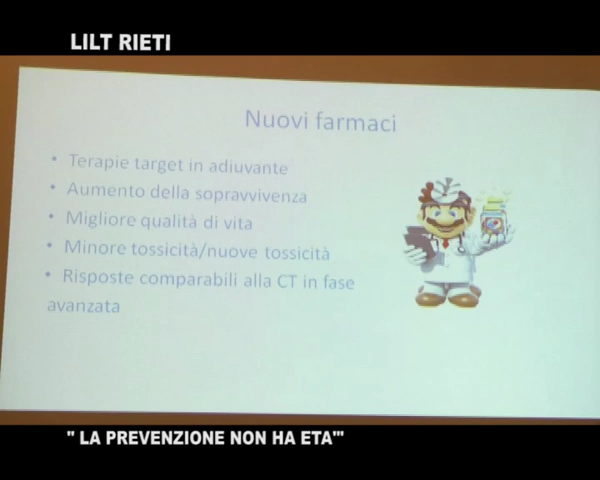 LILT RIETI
Nuovi farmaci
• Terapie target in adiuvante
• Aumento della sopravvivenza
• Migliore qualità di vita
• Minore tossicità/nuove tossicità
• Risposte comparabili alla CT in fase
avanzata
" LA PREVENZIONE NON HA ETA'"